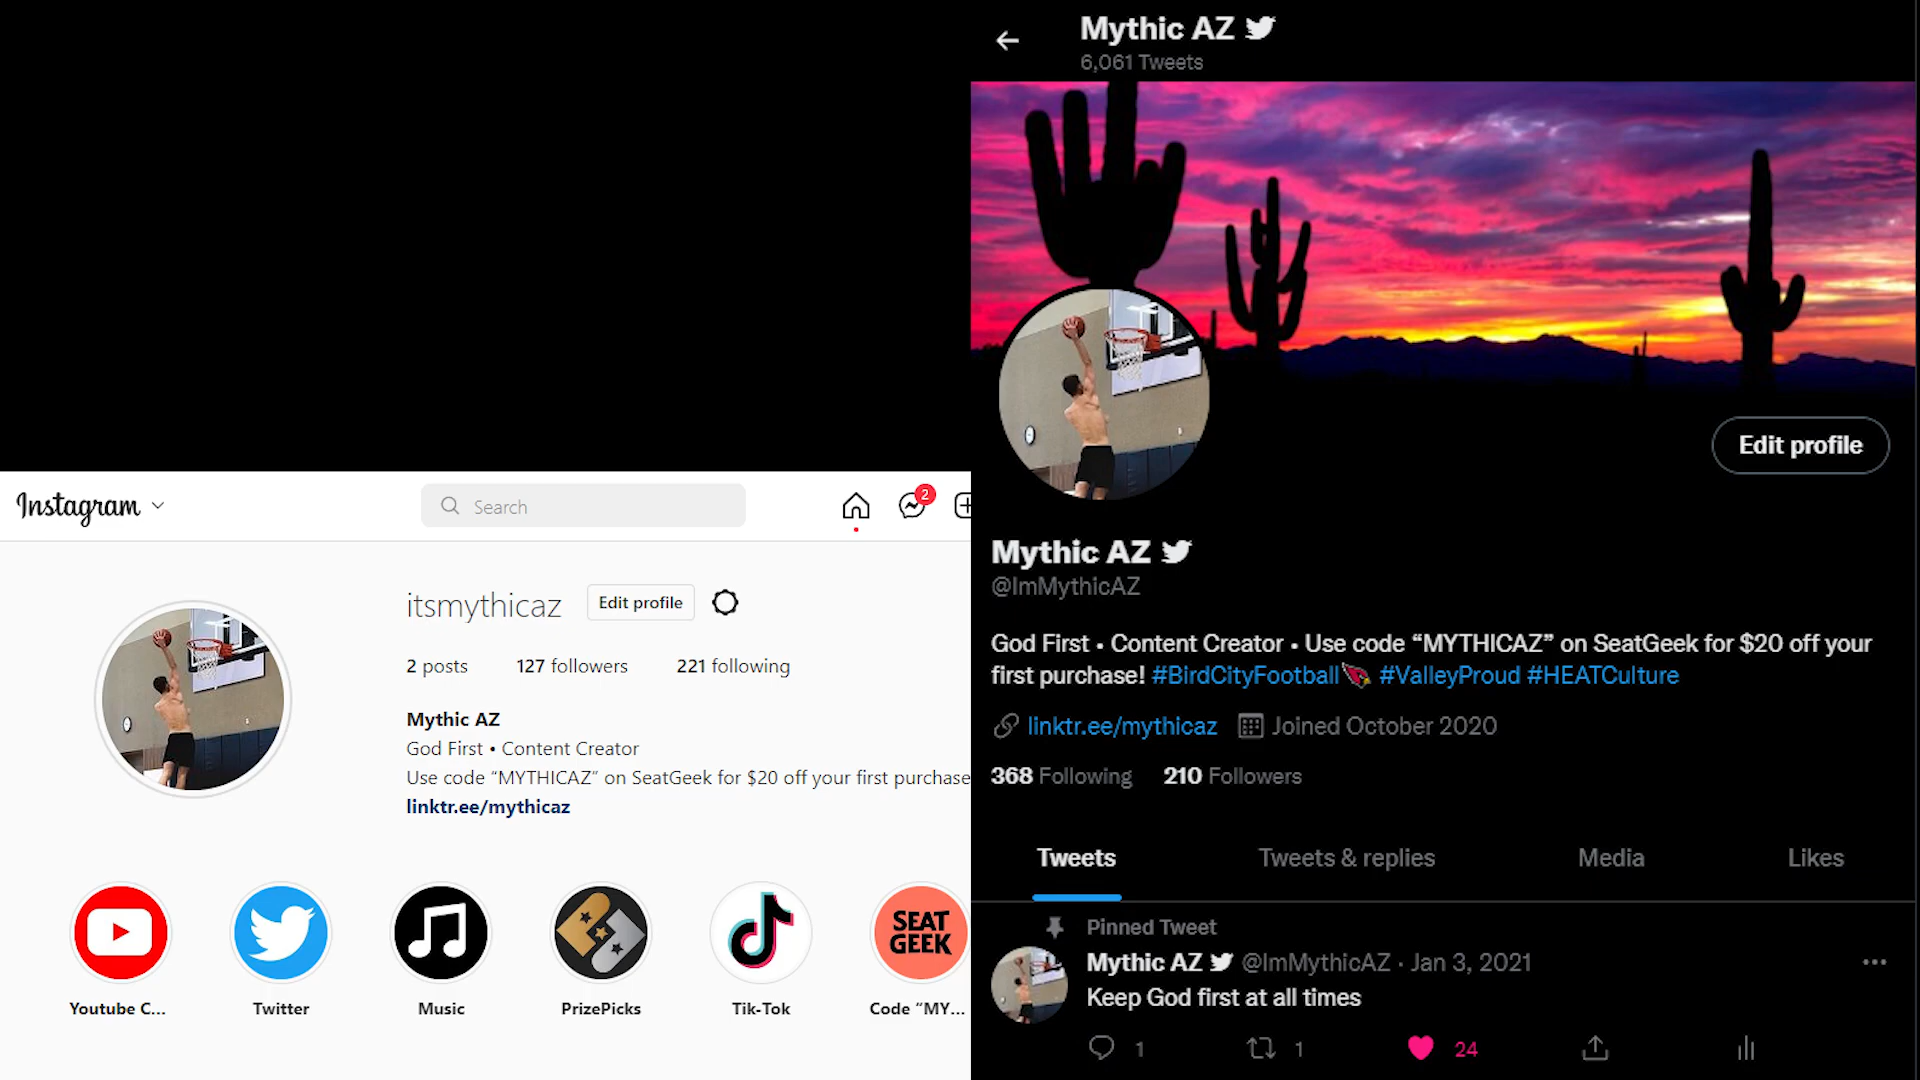 Instagram
Search
2
itsmythicaz
Edit profile
2 posts 127 followers 221 following
Mythic AZ
God First • Content Creator
Use code “MYTHICAZ” on SeatGeek for $20 off your first purchase
linktr.ee/mythicaz
SEAT
GEEK
Youtube C... Twitter Music PrizePicks Tik-Tok Code “MY...
Mythic AZ
6,061 Tweets
Edit profile
Mythic AZ
@ImMythicAZ
God First • Content Creator • Use code “MYTHICAZ” on SeatGeek for $20 off your
first purchase! #BirdCityFootball #ValleyProud #HEATCulture
linktr.ee/mythicaz Joined October 2020
368 Following 210 Followers
Tweets Tweets & replies Media Likes
Pinned Tweet
Mythic AZ @ImMythicAZ · Jan 3, 2021
Keep God first at all times
1 1 24